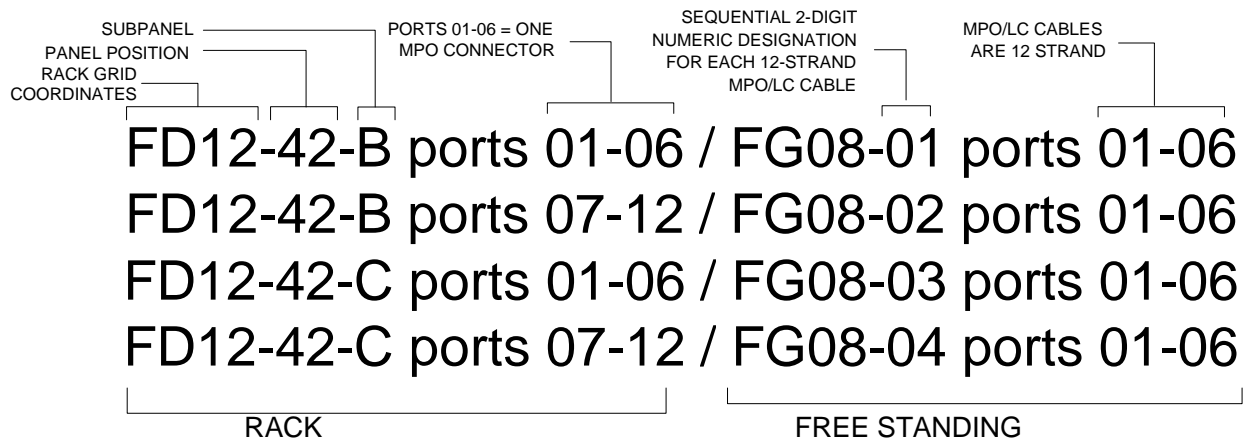 SUBPANEL
PANEL POSITION
RACK GRID
COORDINATES
PORTS 01-06 = ONE
MPO CONNECTOR
SEQUENTIAL 2-DIGIT
NUMERIC DESIGNATION
FOR EACH 12-STRAND
MPO/LC CABLE
MPO/LC CABLES
ARE 12 STRAND
FD12-42-B ports 01-06 / FG08-01 ports 01-06
FD12-42-B ports 07-12 / FG08-02 ports 01-06
FD12-42-C ports 01-06 / FG08-03 ports 01-06
FD12-42-C ports 07-12 / FG08-04 ports 01-06
RACK
FREE STANDING